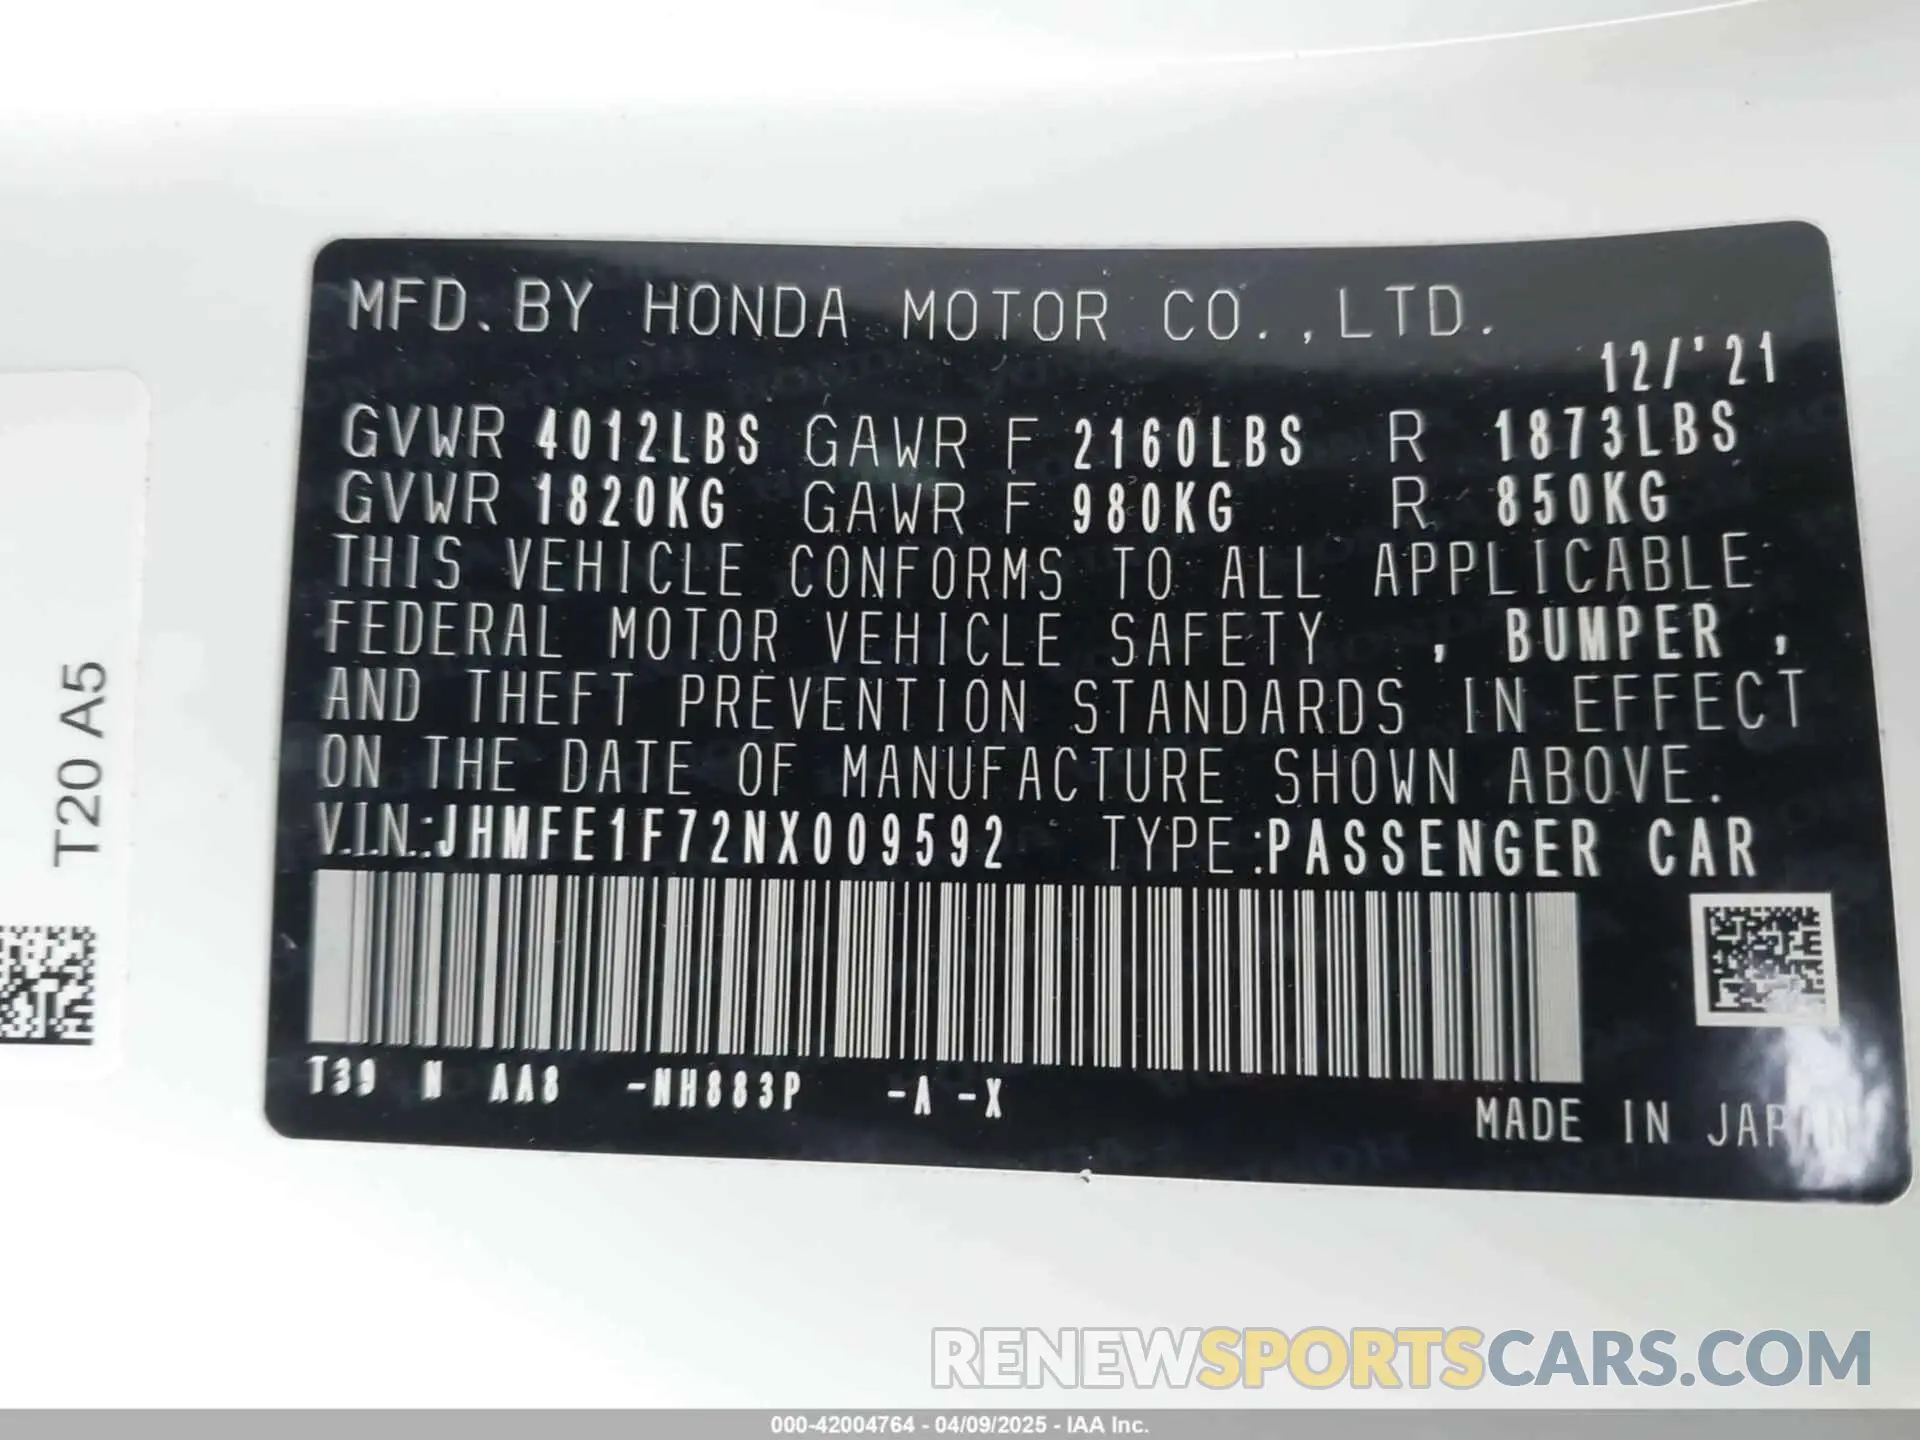 MFD. BY HONDA MOTOR CO., LTD.
12/'21
GVWR 4012LBS GAWR F 2160LBS R 1873LBS
GVWR 1820KG GAWR F 980KG R 850KG
THIS VEHICLE CONFORMS TO ALL APPLICABLE
FEDERAL MOTOR VEHICLE SAFETY , BUMPER ,
AND THEFT PREVENTION STANDARDS IN EFFECT
ON THE DATE OF MANUFACTURE SHOWN ABOVE.
V.I.N.:JHMFE1F72NX009592 TYPE:PASSENGER CAR
T39 N AA8 -NH883P -A -X
MADE IN JAPAN
T20 A5
RENEWSPORTSCARS.COM
000-42004764 - 04/09/2025 - IAA Inc.